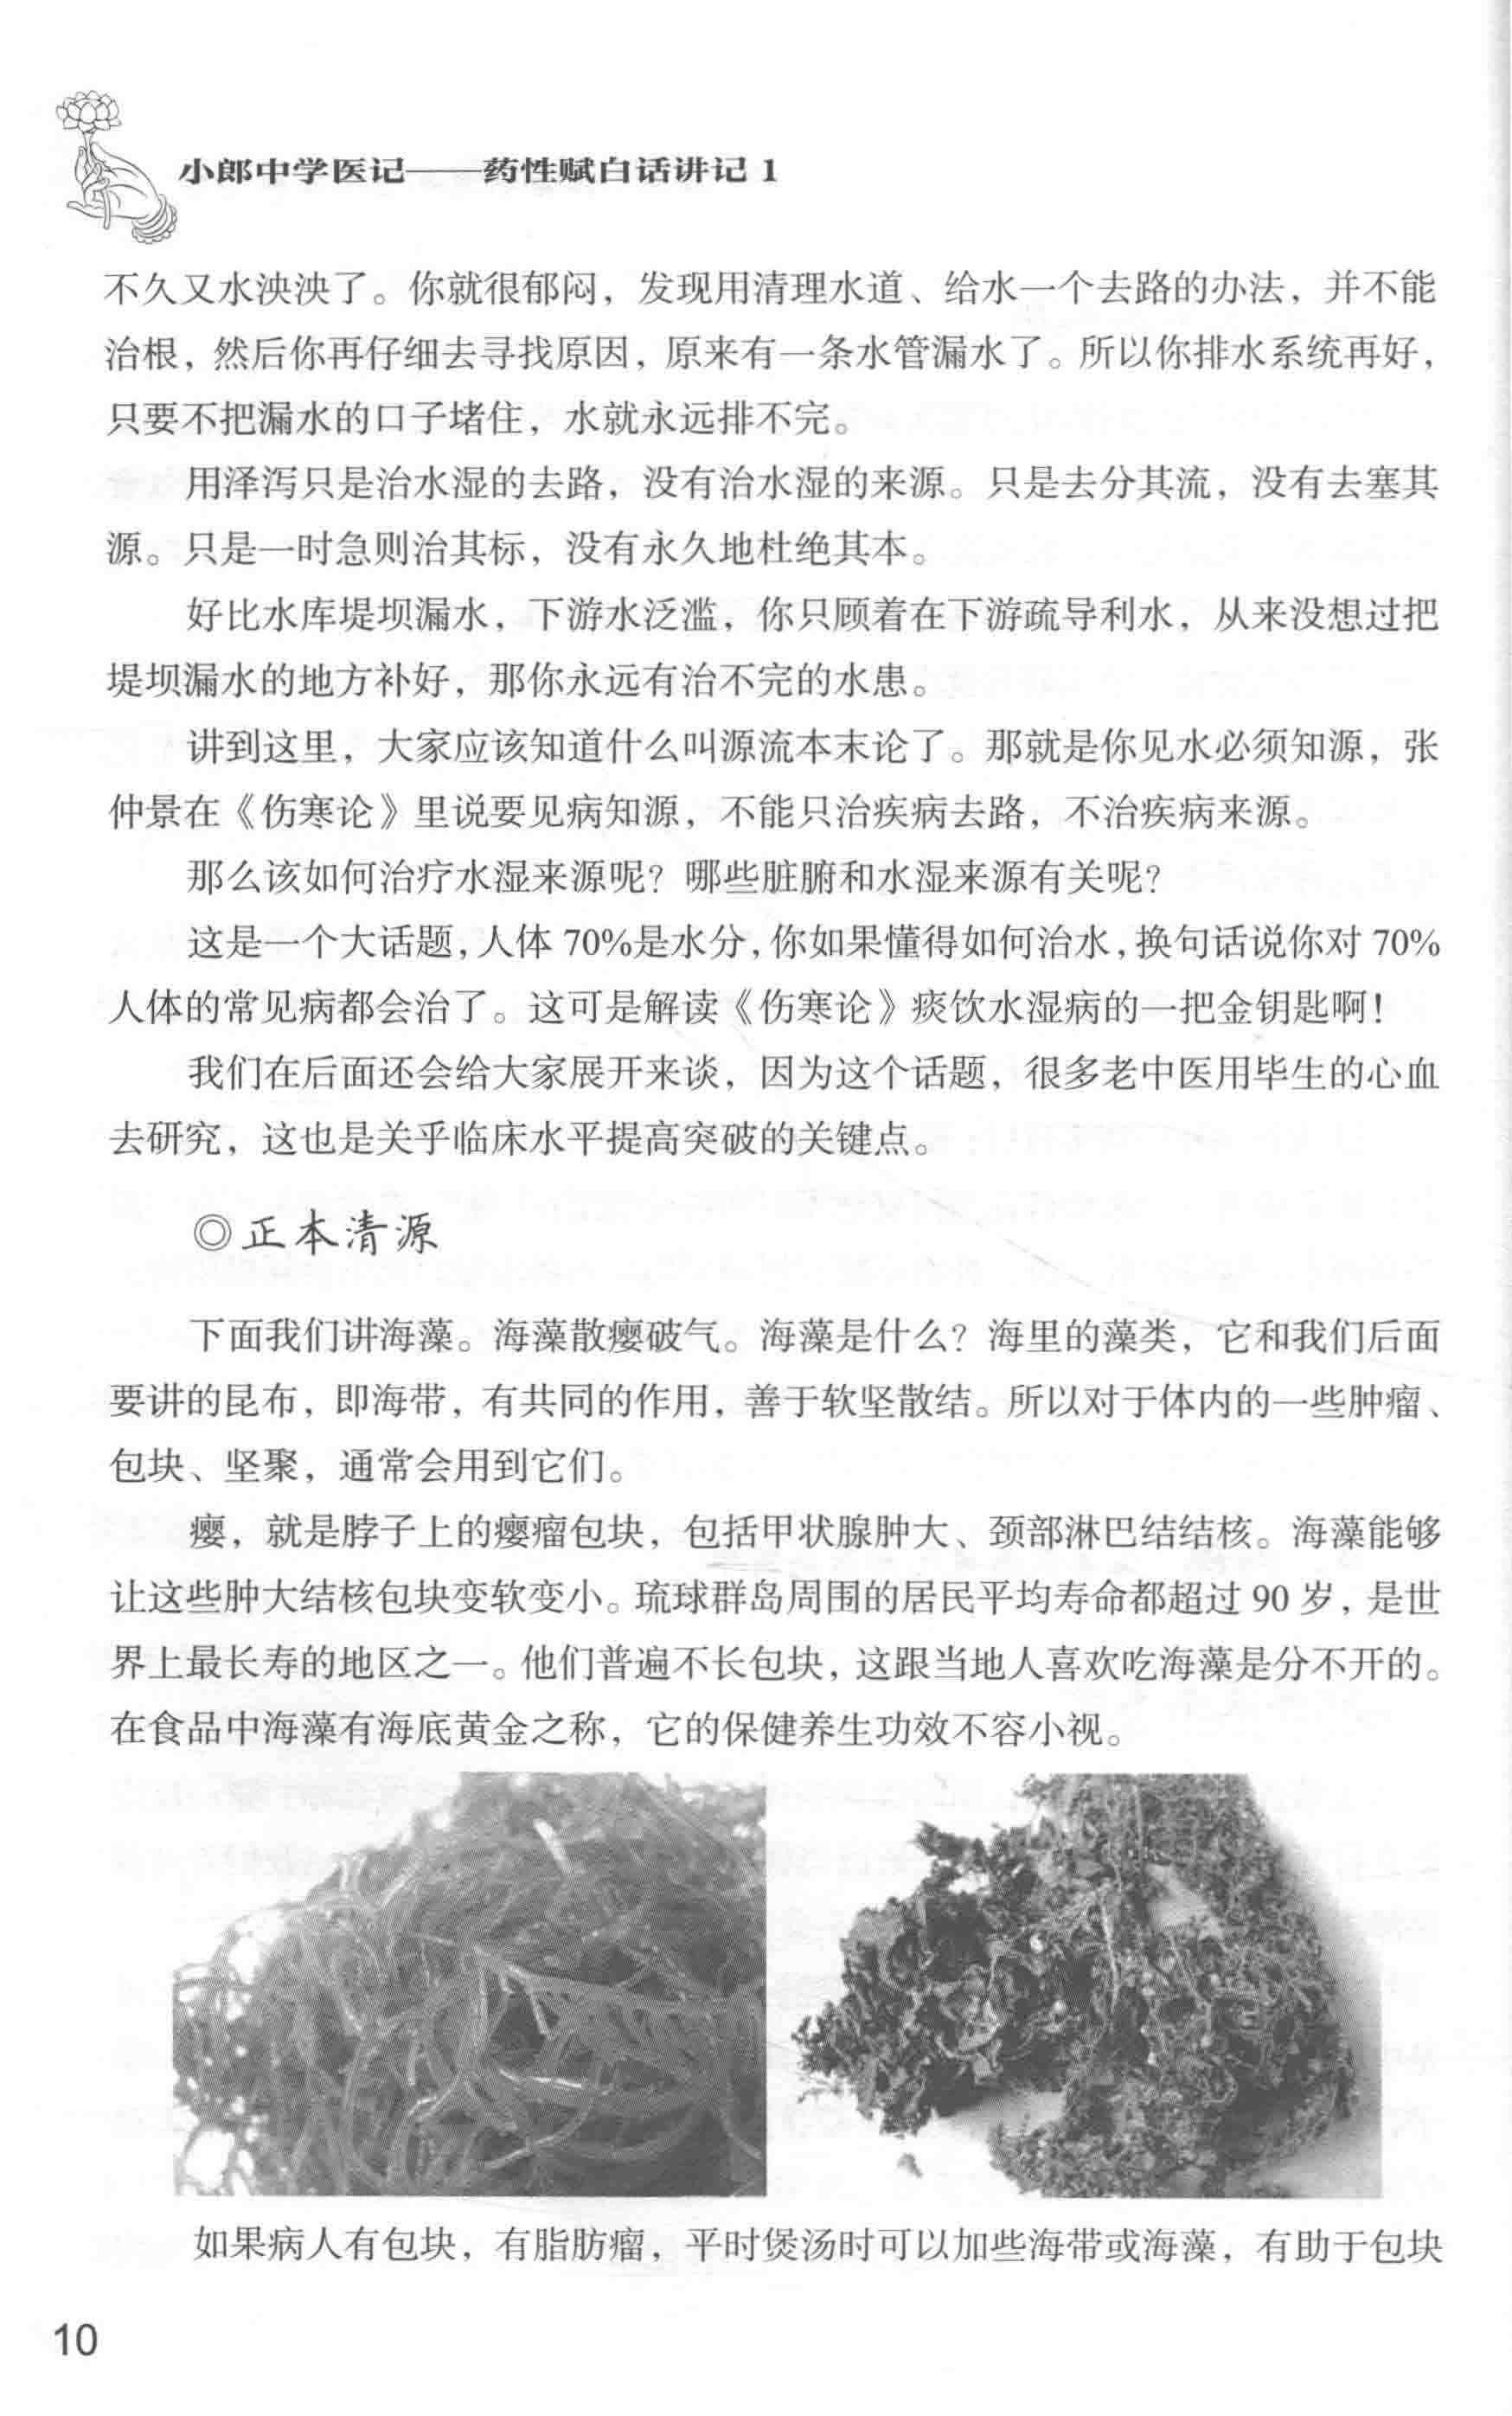 小郎中学医记——药性赋白话讲记 1
不久又水泱泱了。你就很郁闷，发现用清理水道、给水一个去路的办法，并不能
治根，然后你再仔细去寻找原因，原来有一条水管漏水了。所以你排水系统再好，
只要不把漏水的口子堵住，水就永远排不完。
用泽泻只是治水湿的去路，没有治水湿的来源。只是去分其流，没有去塞其
源。只是一时急则治其标，没有永久地杜绝其本。
好比水库堤坝漏水，下游水泛滥，你只顾着在下游疏导利水，从来没想过把
堤坝漏水的地方补好，那你永远有治不完的水患。
讲到这里，大家应该知道什么叫源流本末论了。那就是你见水必须知源，张
仲景在《伤寒论》里说要见病知源，不能只治疾病去路，不治疾病来源。
那么该如何治疗水湿来源呢？哪些脏腑和水湿来源有关呢？
这是一个大话题，人体 70%是水分，你如果懂得如何治水，换句话说你对 70%
人体的常见病都会治了。这可是解读《伤寒论》痰饮水湿病的一把金钥匙啊！
我们在后面还会给大家展开来谈，因为这个话题，很多老中医用毕生的心血
去研究，这也是关乎临床水平提高突破的关键点。
◎正本清源
下面我们讲海藻。海藻散瘿破气。海藻是什么？海里的藻类，它和我们后面
要讲的昆布，即海带，有共同的作用，善于软坚散结。所以对于体内的一些肿瘤、
包块、坚聚，通常会用到它们。
瘿，就是脖子上的瘿瘤包块，包括甲状腺肿大、颈部淋巴结结核。海藻能够
让这些肿大结核包块变软变小。琉球群岛周围的居民平均寿命都超过 90 岁，是世
界上最长寿的地区之一。他们普遍不长包块，这跟当地人喜欢吃海藻是分不开的。
在食品中海藻有海底黄金之称，它的保健养生功效不容小视。
如果病人有包块，有脂肪瘤，平时煲汤时可以加些海带或海藻，有助于包块
10